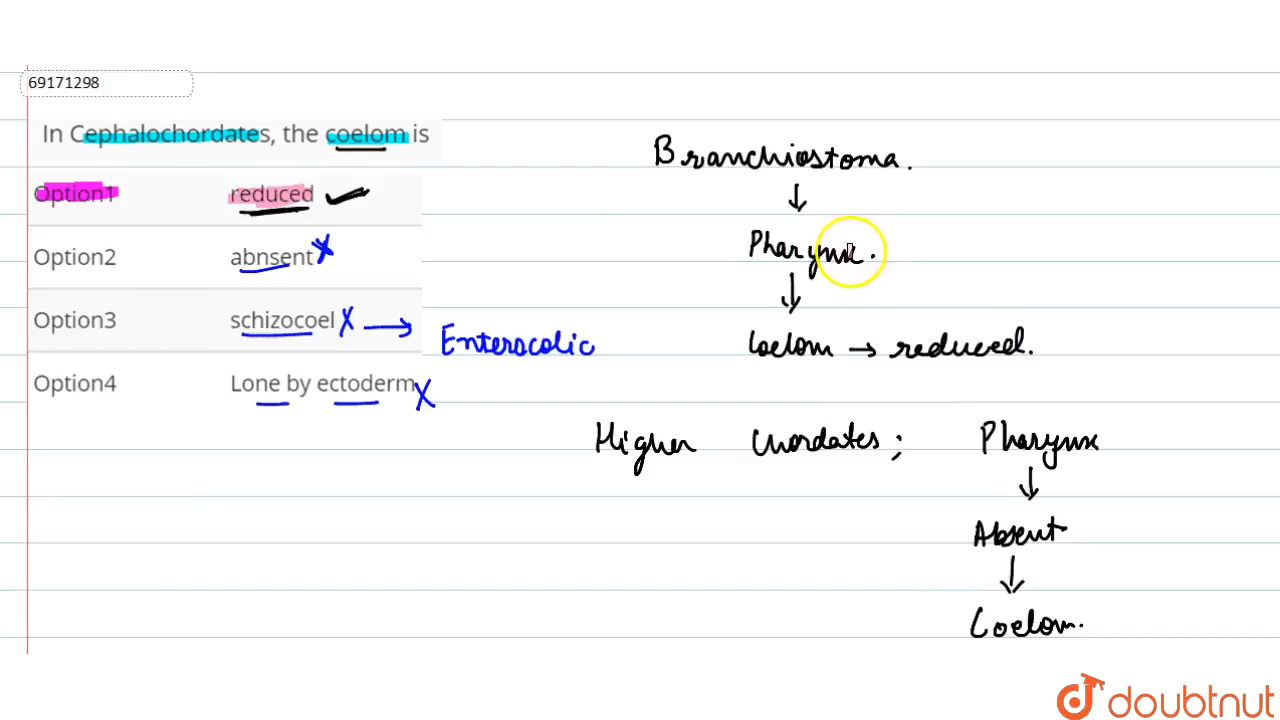 69171298
In Cephalochordates, the coelom is
Option1 reduced
Option2 abnsent
Option3 schizocoel
Enterocolic
Option4 Lone by ectoderm
Branchiostoma.
Pharynx.
Coelom → reduced.
Higher Chordates; Pharynx
Absent
Coelom.
doubtnut